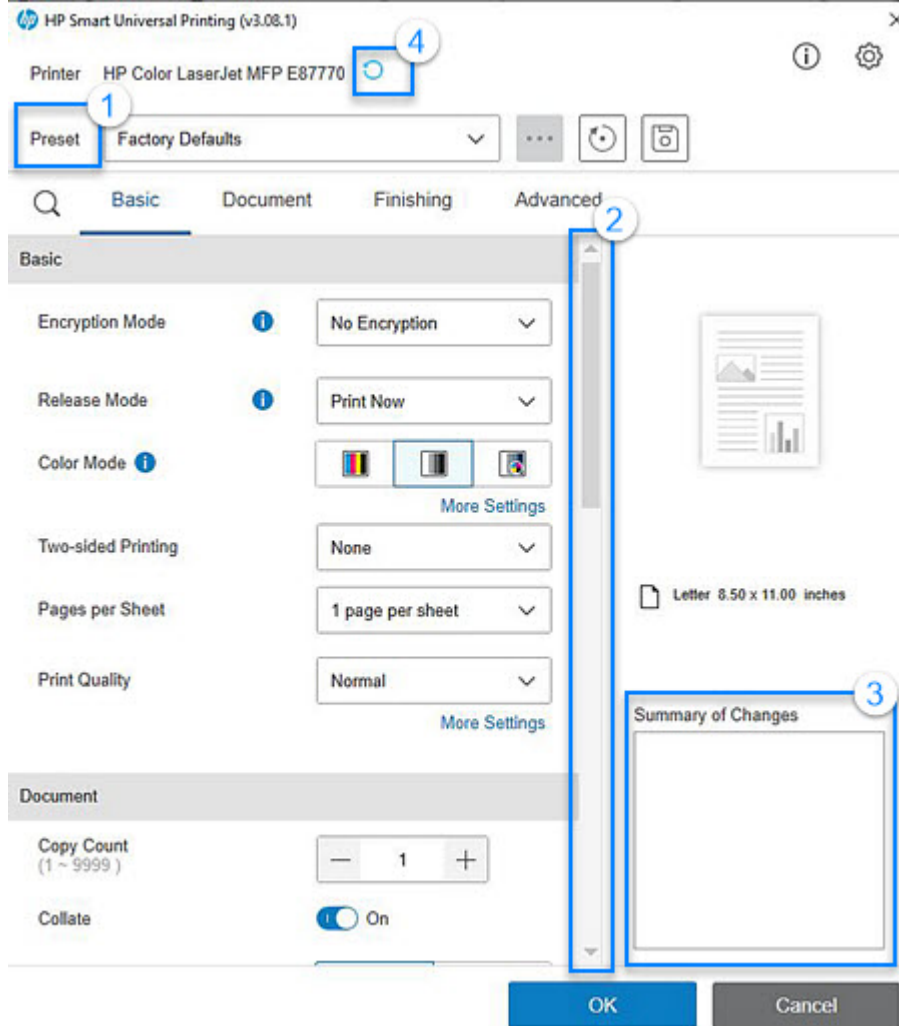 HP Smart Universal Printing (v3.08.1)
4
Printer HP Color LaserJet MFP E87770
1
Preset Factory Defaults
Basic Document Finishing Advanced
2
Basic
Encryption Mode No Encryption
Release Mode Print Now
Color Mode
More Settings
Two-sided Printing None
Pages per Sheet 1 page per sheet
Letter 8.50 x 11.00 inches
Print Quality Normal
3
More Settings
Summary of Changes
Document
Copy Count
(1 ~ 9999 )
1
Collate On
OK Cancel